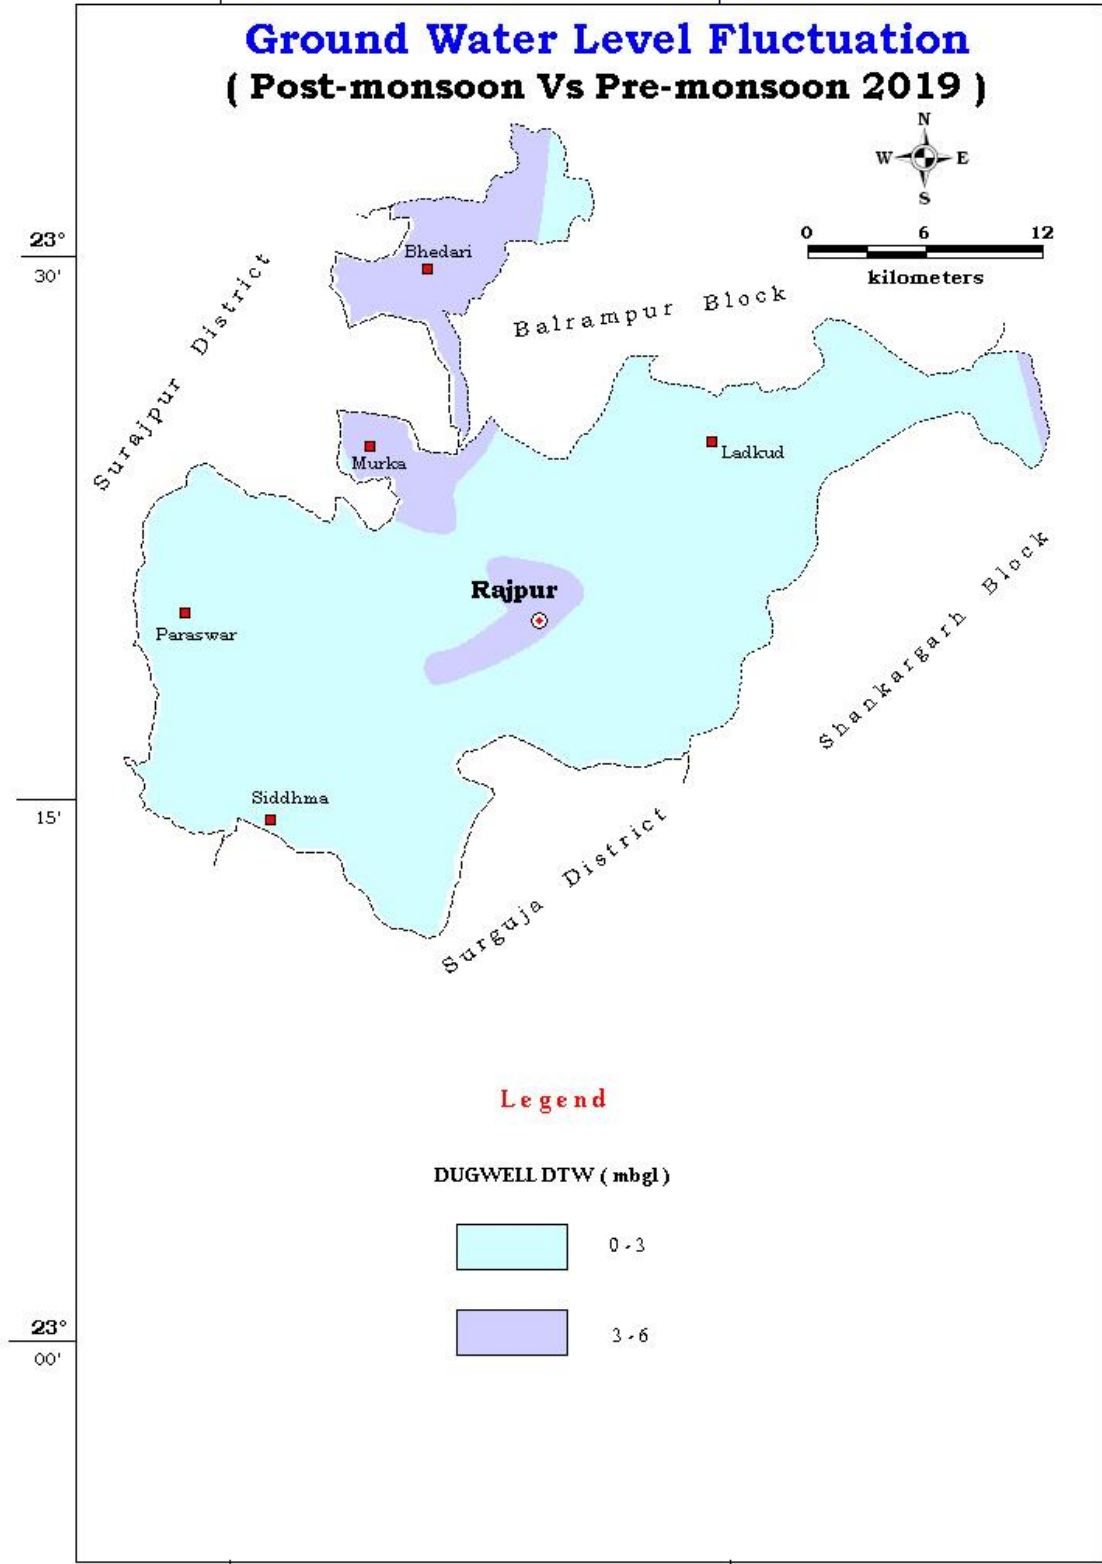 Ground Water Level Fluctuation
( Post-monsoon Vs Pre-monsoon 2019 )
N
W E
S
0 6 12
kilometers
23°
30'
Bhedari
Surajpur District
Balrampur Block
Murka
Ladkud
Rajpur
Paraswar
Shankargarh Block
15'
Siddhma
Surguja District
Legend
DUGWELL DTW ( mbgl )
0 - 3
3 - 6
23°
00'